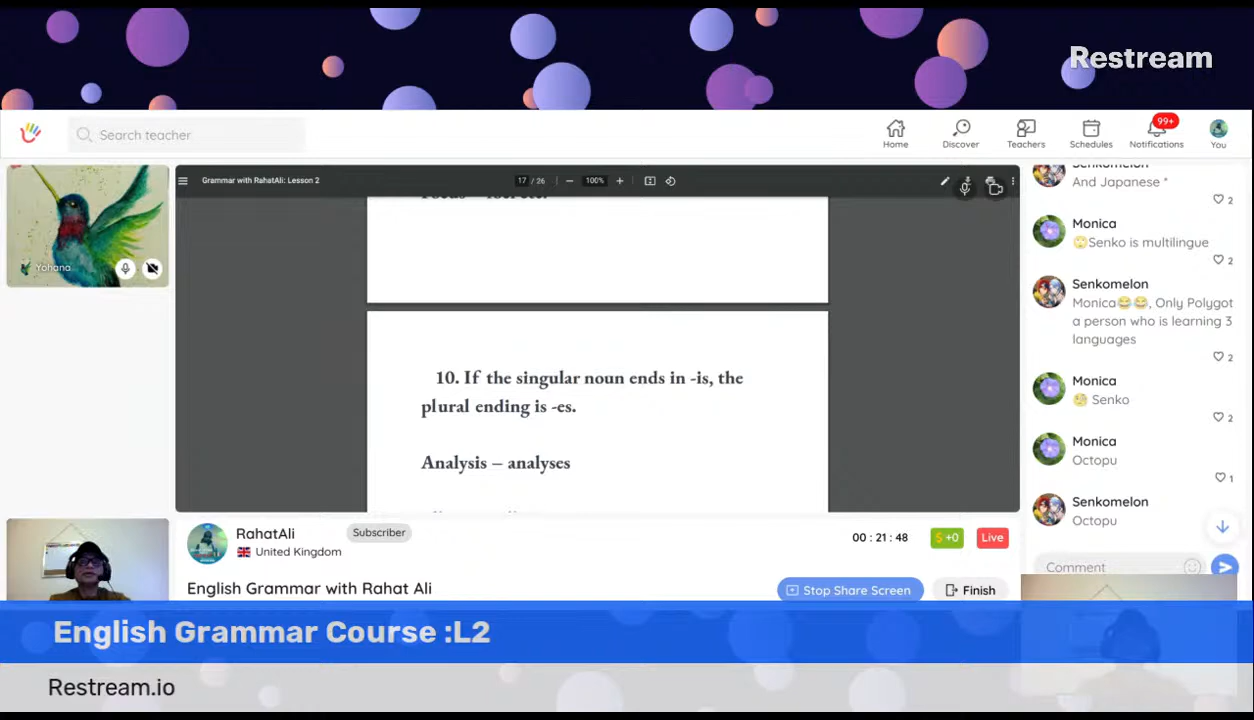 Restream
Search teacher
Home
Discover
Teachers
Schedules
99+
Notifications
You
Grammar with RahatAli: Lesson 2
17 / 26
100%
Yohana
10. If the singular noun ends in -is, the
plural ending is -es.
Analysis – analyses
Senkomelon
And Japanese *
2
Monica
🙄Senko is multilingue
2
Senkomelon
Monica😂😂, Only Polygot
a person who is learning 3
languages
2
Monica
🧐 Senko
2
Monica
Octopu
1
Senkomelon
Octopu
Comment
RahatAli
Subscriber
🇬🇧 United Kingdom
00 : 21 : 48
$ +0
Live
English Grammar with Rahat Ali
Stop Share Screen
Finish
English Grammar Course :L2
Restream.io